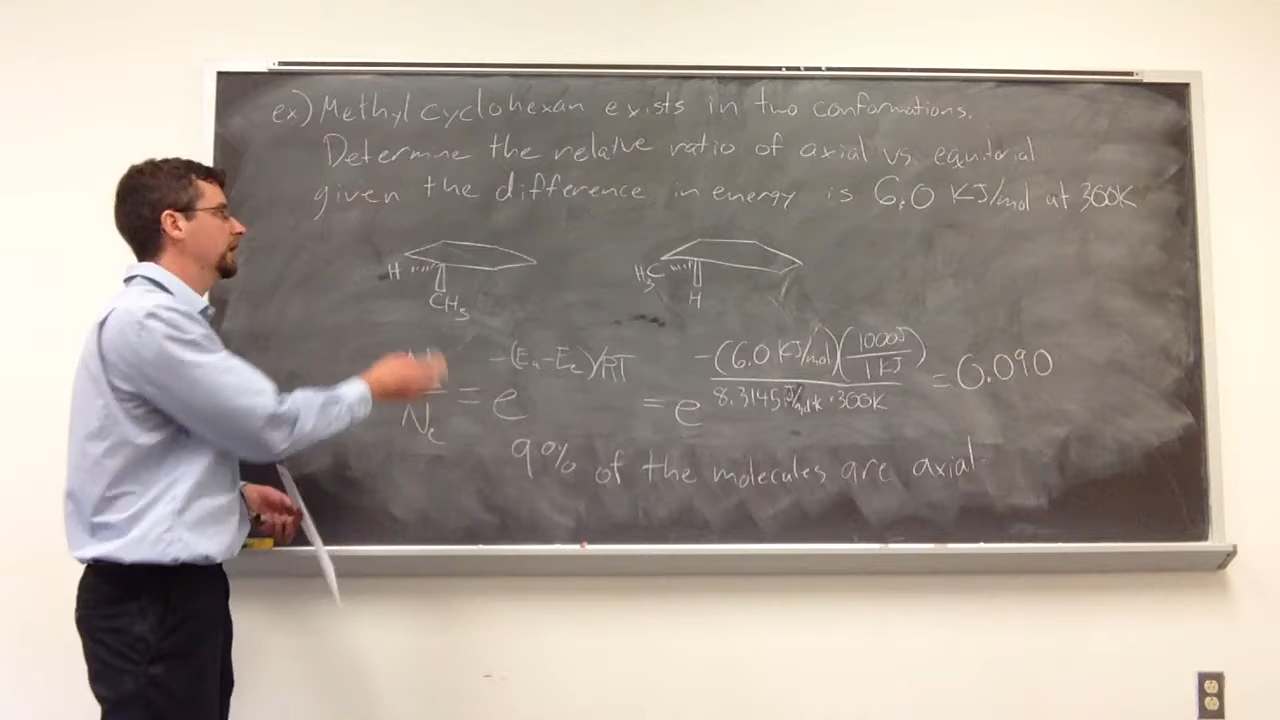 ex) Methyl cyclohexan exists in two conformations.
Determine the relative ratio of axial vs equitorial
given the difference in energy is 6.0 KJ/mol at 300K
H CH₃
H₃C H
Nₑ = e^(-(Eₐ-Eₑ)/RT) = e^(-(6.0 KJ/mol)(1000J/1KJ)/8.3145 J/mol·K · 300K) = 0.090
9% of the molecules are axial